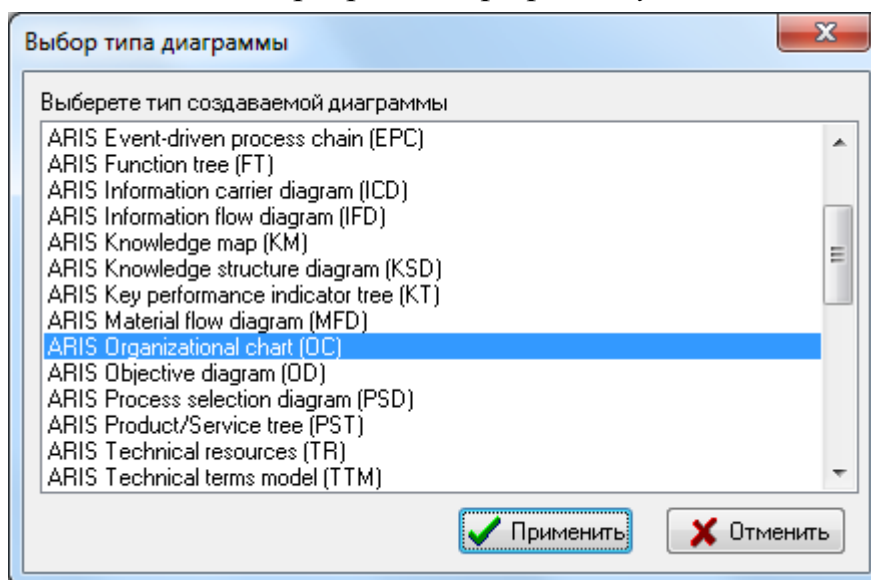 Выбор типа диаграммы
Выберете тип создаваемой диаграммы
ARIS Event-driven process chain (EPC)
ARIS Function tree (FT)
ARIS Information carrier diagram (ICD)
ARIS Information flow diagram (IFD)
ARIS Knowledge map (KM)
ARIS Knowledge structure diagram (KSD)
ARIS Key performance indicator tree (KT)
ARIS Material flow diagram (MFD)
ARIS Organizational chart (OC)
ARIS Objective diagram (OD)
ARIS Process selection diagram (PSD)
ARIS Product/Service tree (PST)
ARIS Technical resources (TR)
ARIS Technical terms model (TTM)
Применить Отменить